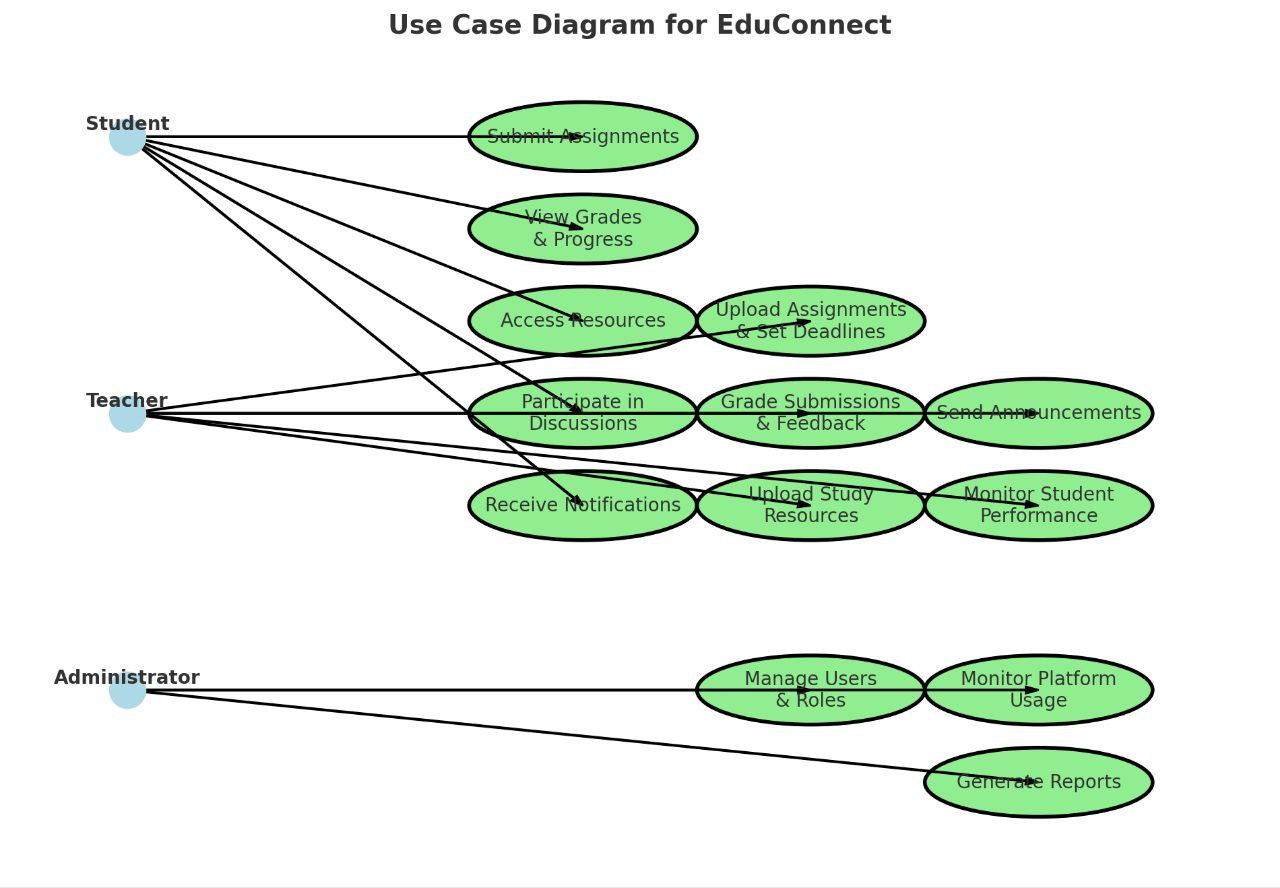 Use Case Diagram for EduConnect
Student
Submit Assignments
View Grades
& Progress
Access Resources
Upload Assignments
& Set Deadlines
Teacher
Participate in
Discussions
Grade Submissions
& Feedback
Send Announcements
Receive Notifications
Upload Study
Resources
Monitor Student
Performance
Administrator
Manage Users
& Roles
Monitor Platform
Usage
Generate Reports